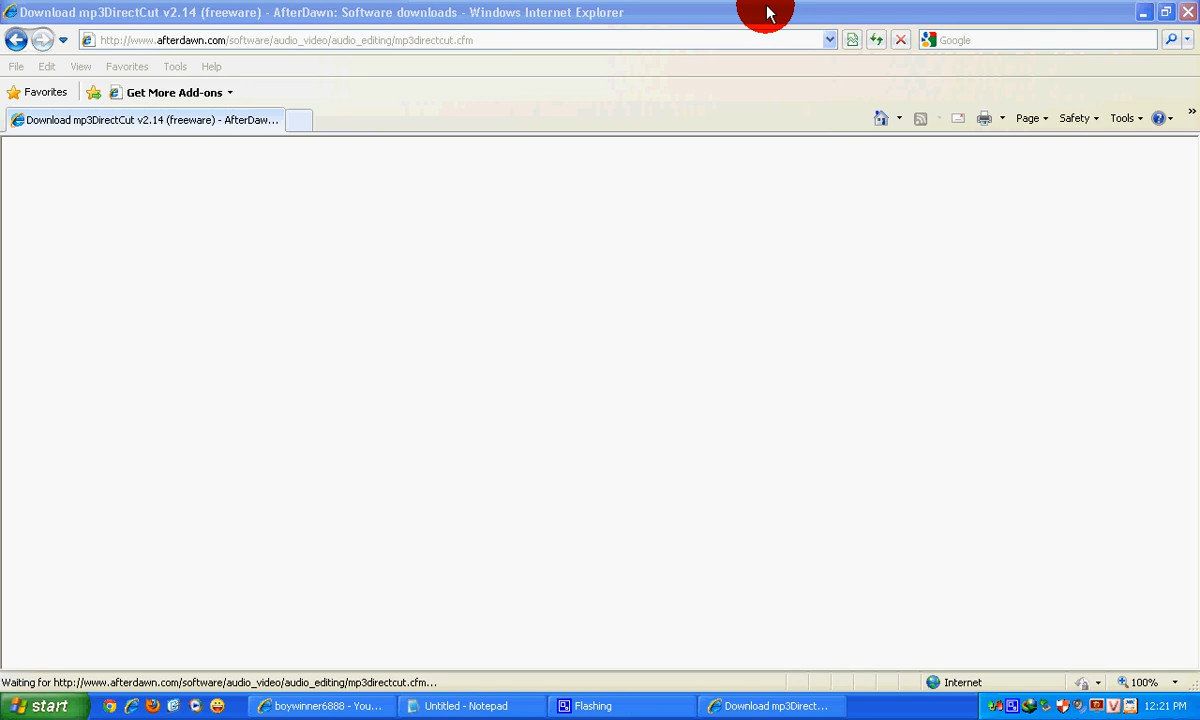 Download mp3DirectCut v2.14 (freeware) - AfterDawn: Software downloads - Windows Internet Explorer
http://www.afterdawn.com/software/audio_video/audio_editing/mp3directcut.cfm
Google
File Edit View Favorites Tools Help
Favorites Get More Add-ons
Download mp3DirectCut v2.14 (freeware) - AfterDaw...
Page Safety Tools
Waiting for http://www.afterdawn.com/software/audio_video/audio_editing/mp3directcut.cfm...
Internet
100%
start
boywinner6888 - You...
Untitled - Notepad
Flashing
Download mp3Direct...
12:21 PM